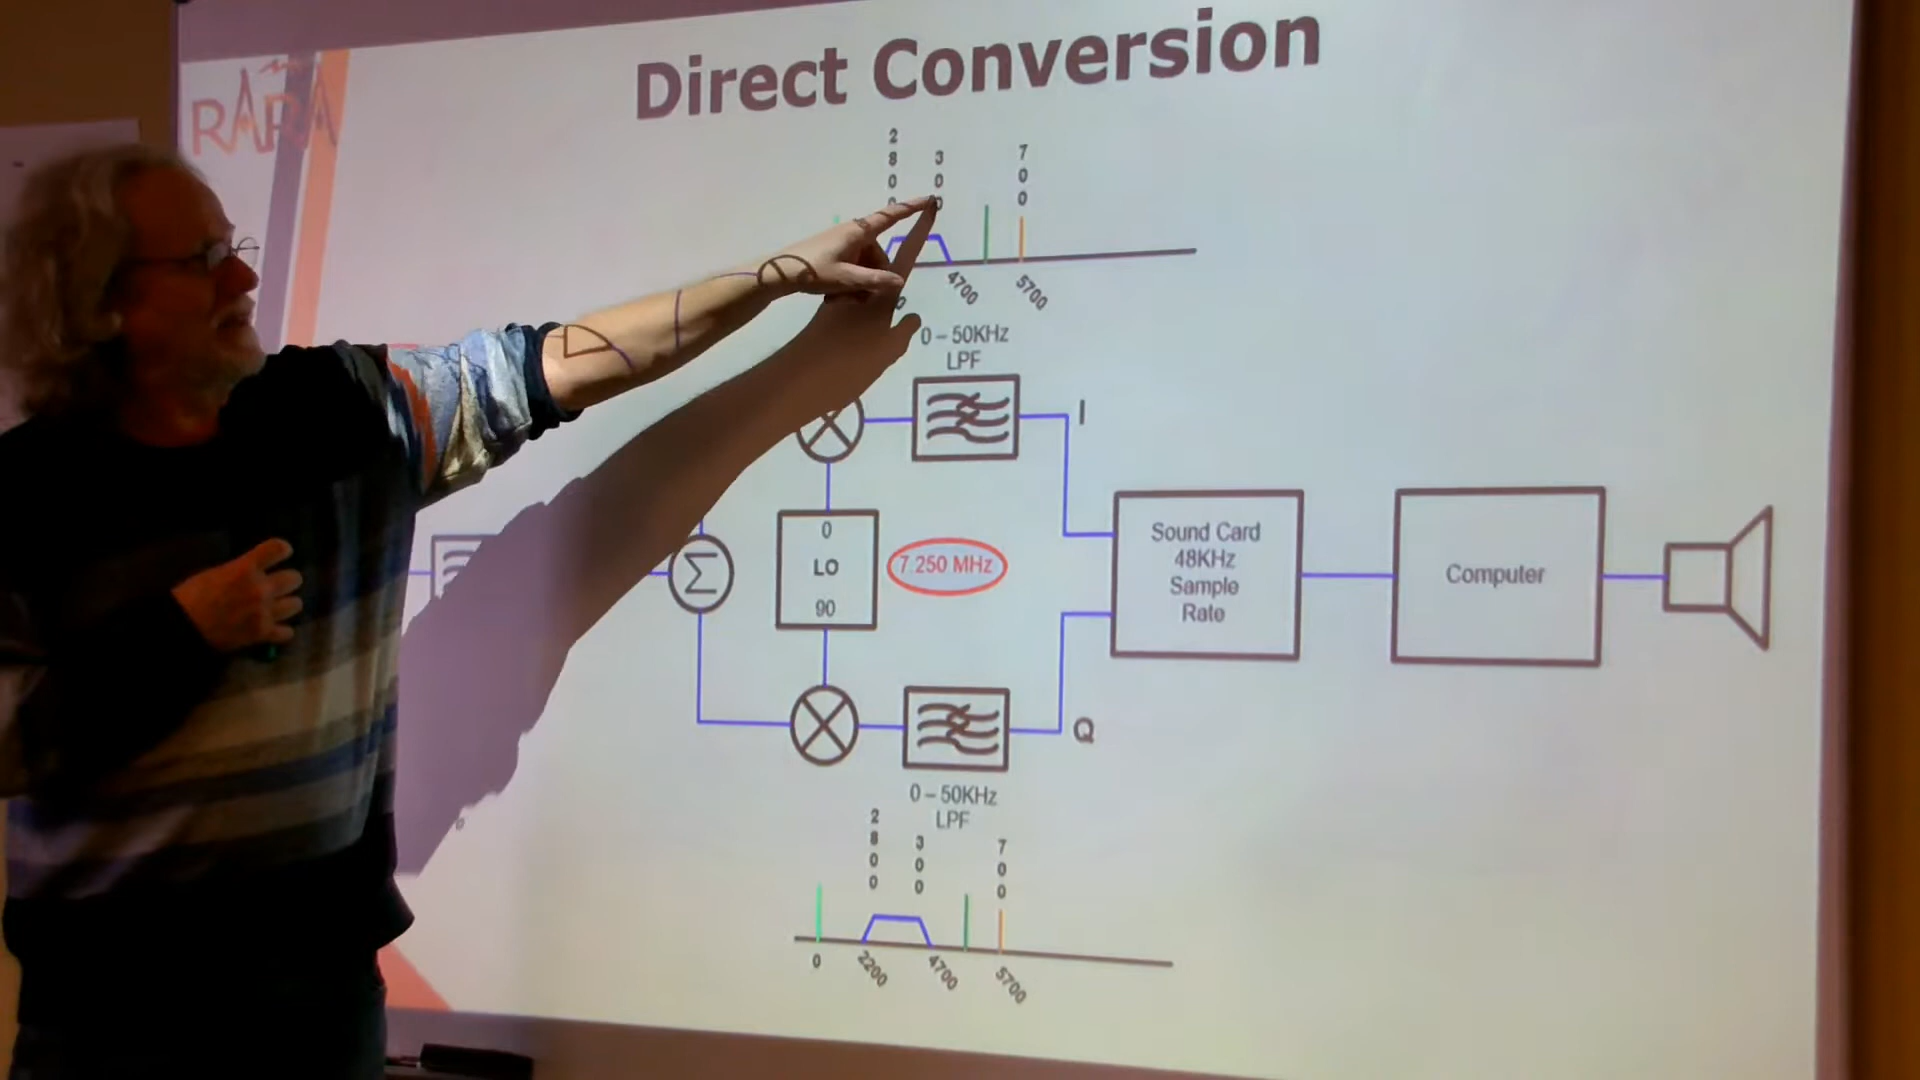 RARA
Direct Conversion
2800
300
700
4700
5700
0 – 50KHz
LPF
I
0
LO
90
7.250 MHz
Σ
Sound Card
48KHz
Sample
Rate
Computer
Q
0 – 50KHz
LPF
2800
300
700
0
2200
4700
5700